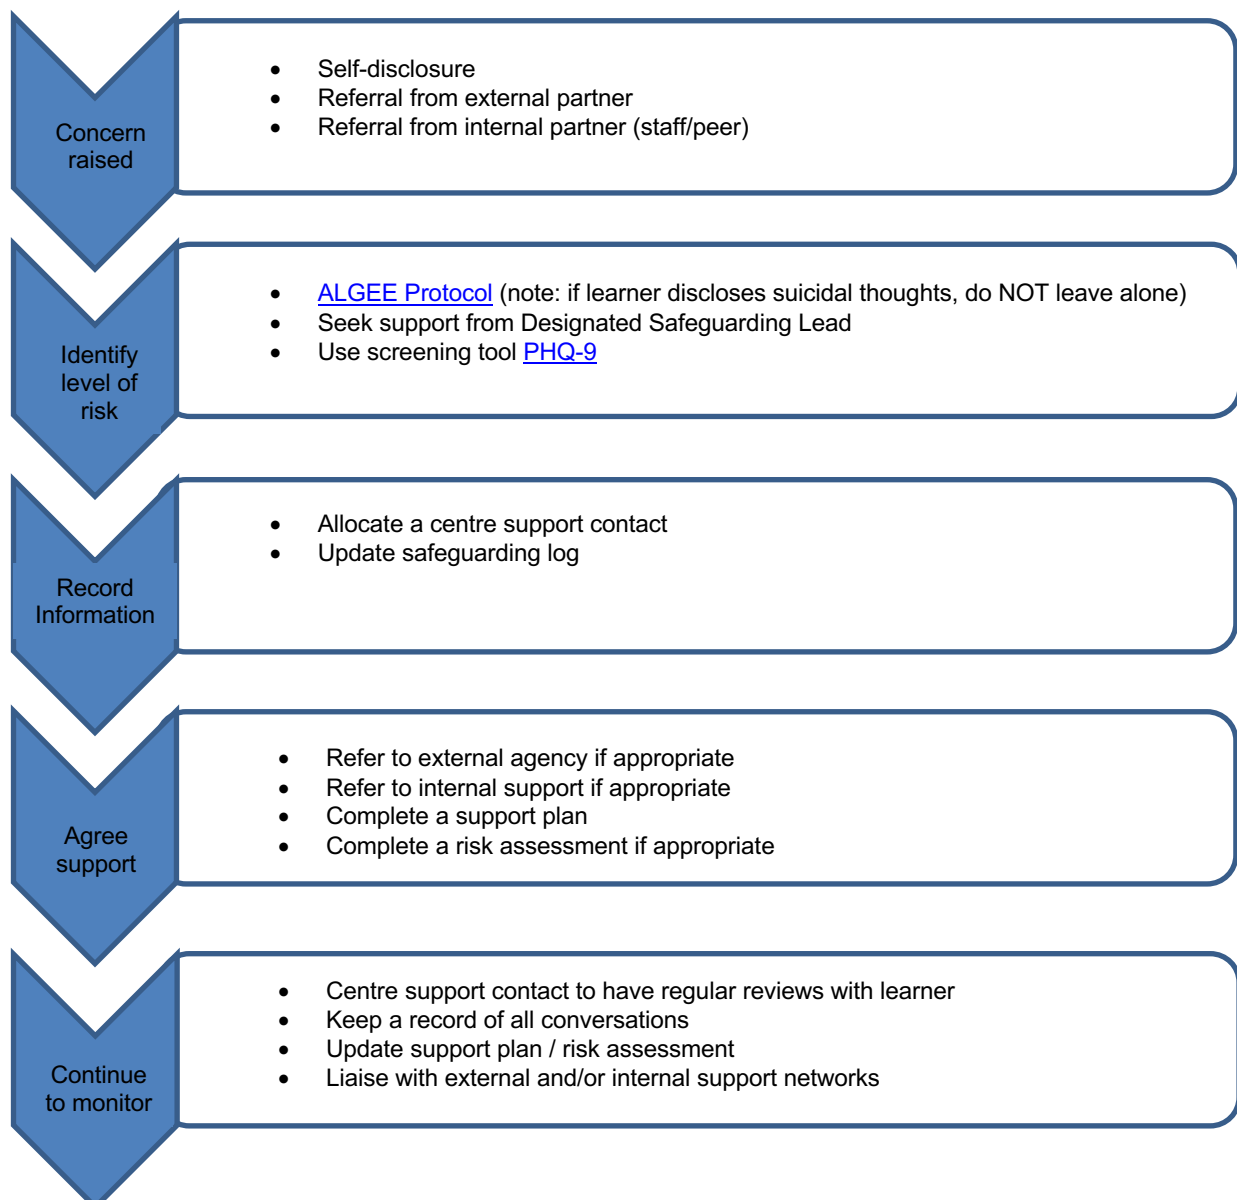 Concern
raised
• Self-disclosure
• Referral from external partner
• Referral from internal partner (staff/peer)
Identify
level of
risk
• ALGEE Protocol (note: if learner discloses suicidal thoughts, do NOT leave alone)
• Seek support from Designated Safeguarding Lead
• Use screening tool PHQ-9
Record
Information
• Allocate a centre support contact
• Update safeguarding log
Agree
support
• Refer to external agency if appropriate
• Refer to internal support if appropriate
• Complete a support plan
• Complete a risk assessment if appropriate
Continue
to monitor
• Centre support contact to have regular reviews with learner
• Keep a record of all conversations
• Update support plan / risk assessment
• Liaise with external and/or internal support networks